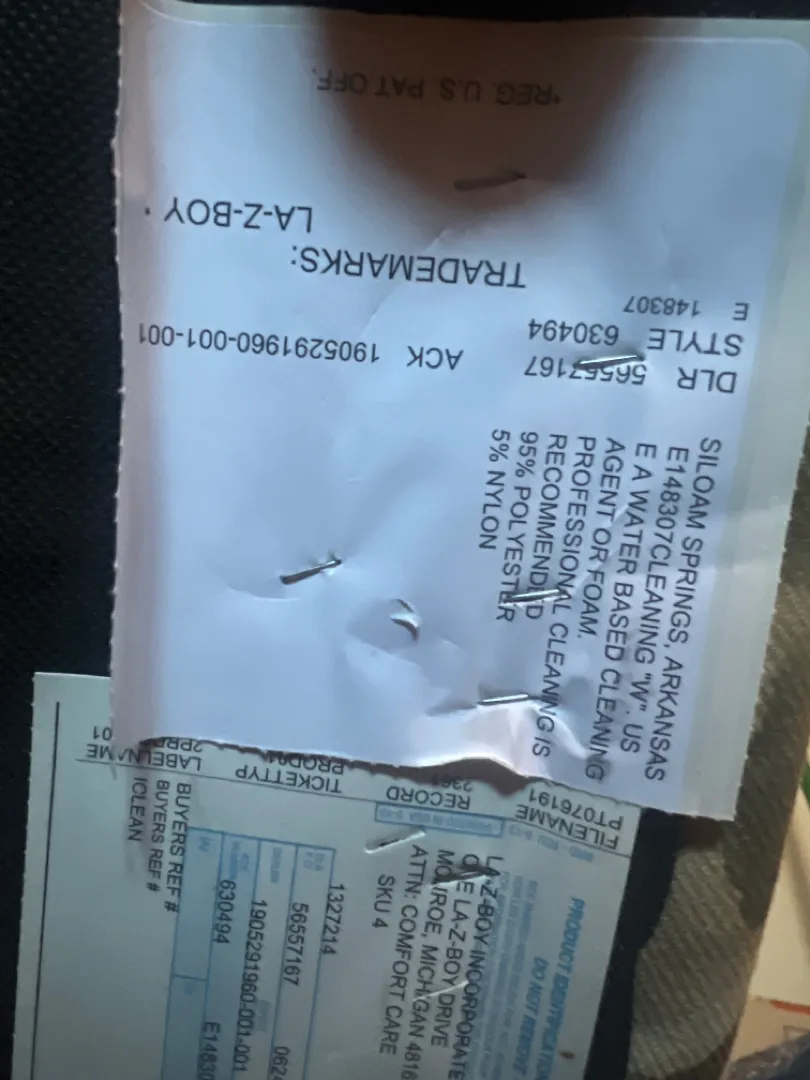 SILOAM SPRINGS, ARKANSAS
E148307CLEANING "W". US
E A WATER BASED CLEANING
AGENT OR FOAM.
PROFESSIONAL CLEANING IS
RECOMMENDED
95% POLYESTER
5% NYLON
DLR 56557167 ACK 1905291960-001-001
STYLE 630494
E 148307
TRADEMARKS:
LA-Z-BOY
*REG. U.S. PAT OFF.
FILENAME RECORD TICKETTYP LABELNAME
PT076191
PRODUCT IDENTIFICATION
DO NOT REMOVE
LA-Z-BOY INCORPORATE
ONE LA-Z-BOY DRIVE
MONROE, MICHIGAN 4816
ATTN: COMFORT CARE
SKU 4
1327214
56557167
1905291960-001-001
630494 E14830
BUYERS REF #
BUYERS REF #
ICLEAN